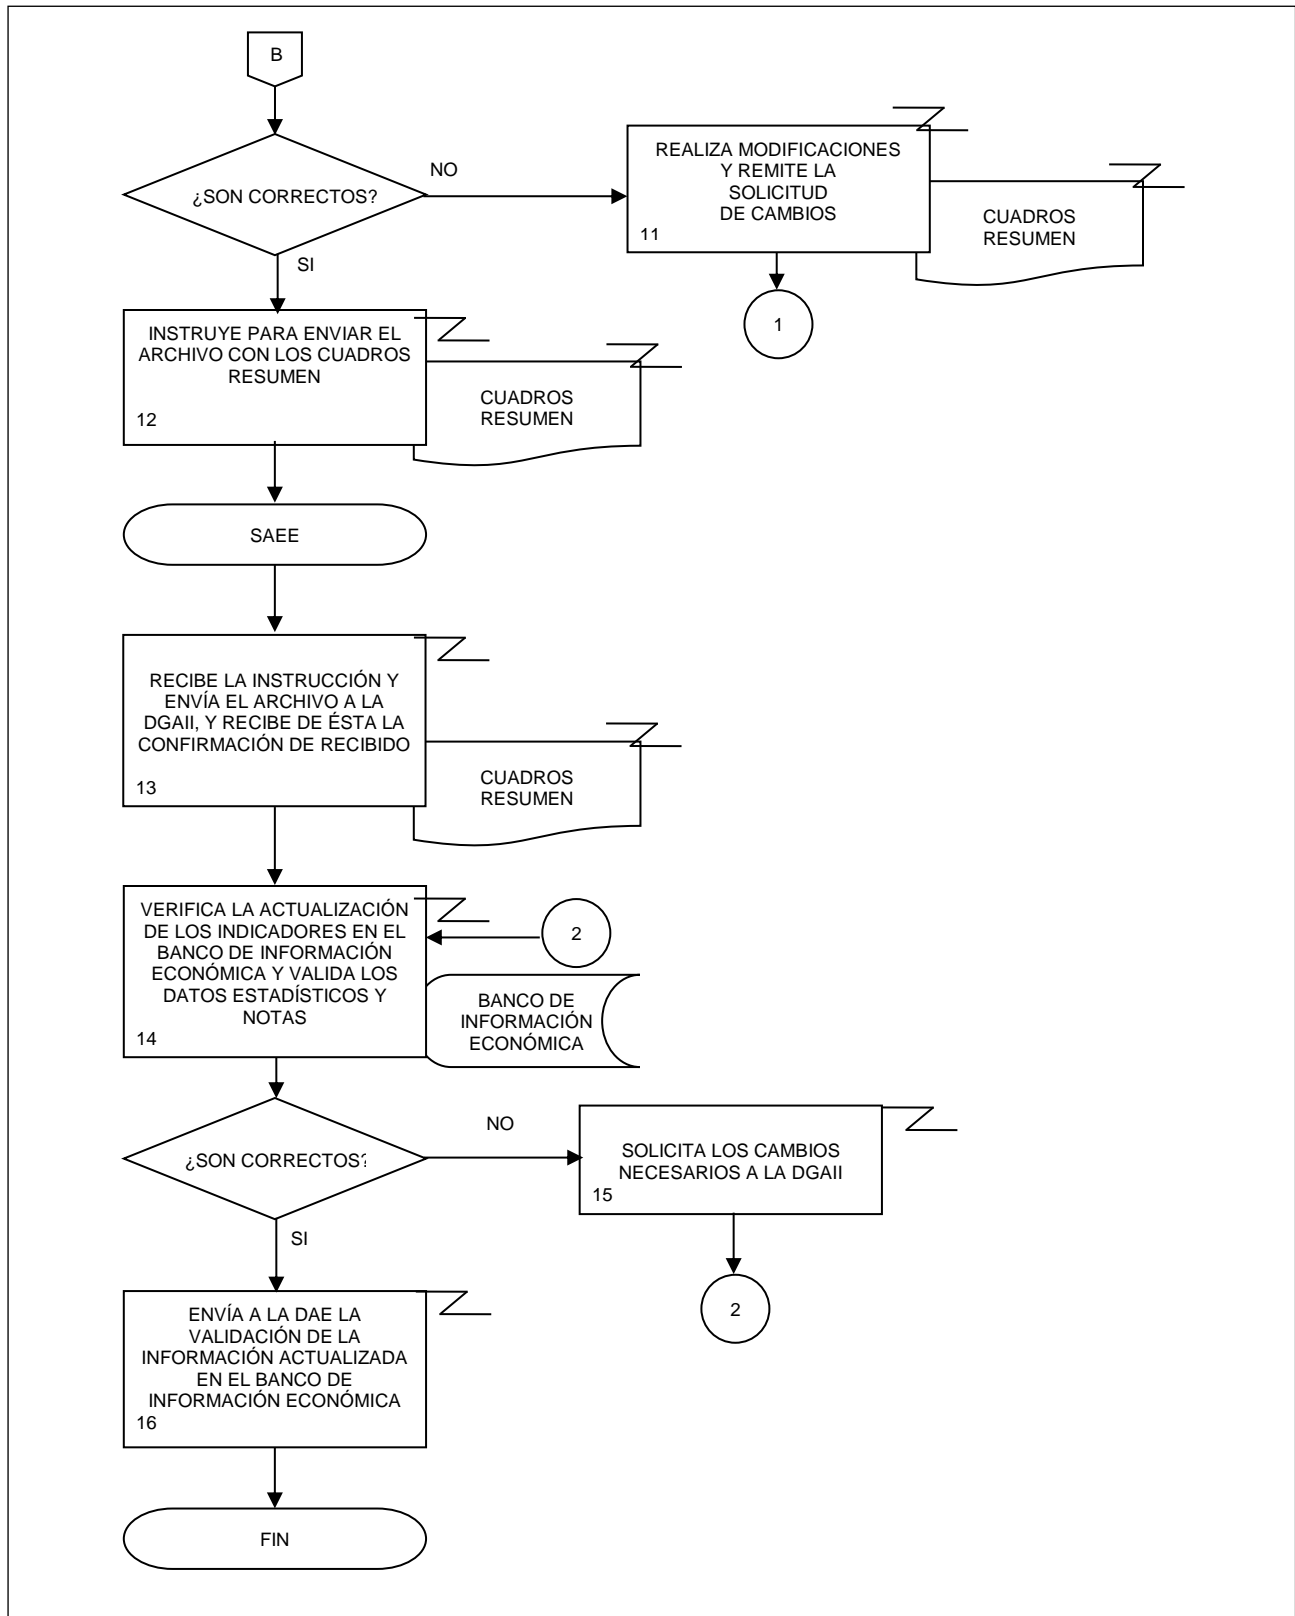 B
¿SON CORRECTOS?
NO
REALIZA MODIFICACIONES
Y REMITE LA
SOLICITUD
DE CAMBIOS
11
CUADROS
RESUMEN
1
SI
INSTRUYE PARA ENVIAR EL
ARCHIVO CON LOS CUADROS
RESUMEN
12
CUADROS
RESUMEN
SAEE
RECIBE LA INSTRUCCIÓN Y
ENVÍA EL ARCHIVO A LA
DGAII, Y RECIBE DE ÉSTA LA
CONFIRMACIÓN DE RECIBIDO
13
CUADROS
RESUMEN
VERIFICA LA ACTUALIZACIÓN
DE LOS INDICADORES EN EL
BANCO DE INFORMACIÓN
ECONÓMICA Y VALIDA LOS
DATOS ESTADÍSTICOS Y
NOTAS
14
2
BANCO DE
INFORMACIÓN
ECONÓMICA
¿SON CORRECTOS?
NO
SOLICITA LOS CAMBIOS
NECESARIOS A LA DGAII
15
2
SI
ENVÍA A LA DAE LA
VALIDACIÓN DE LA
INFORMACIÓN ACTUALIZADA
EN EL BANCO DE
INFORMACIÓN ECONÓMICA
16
FIN